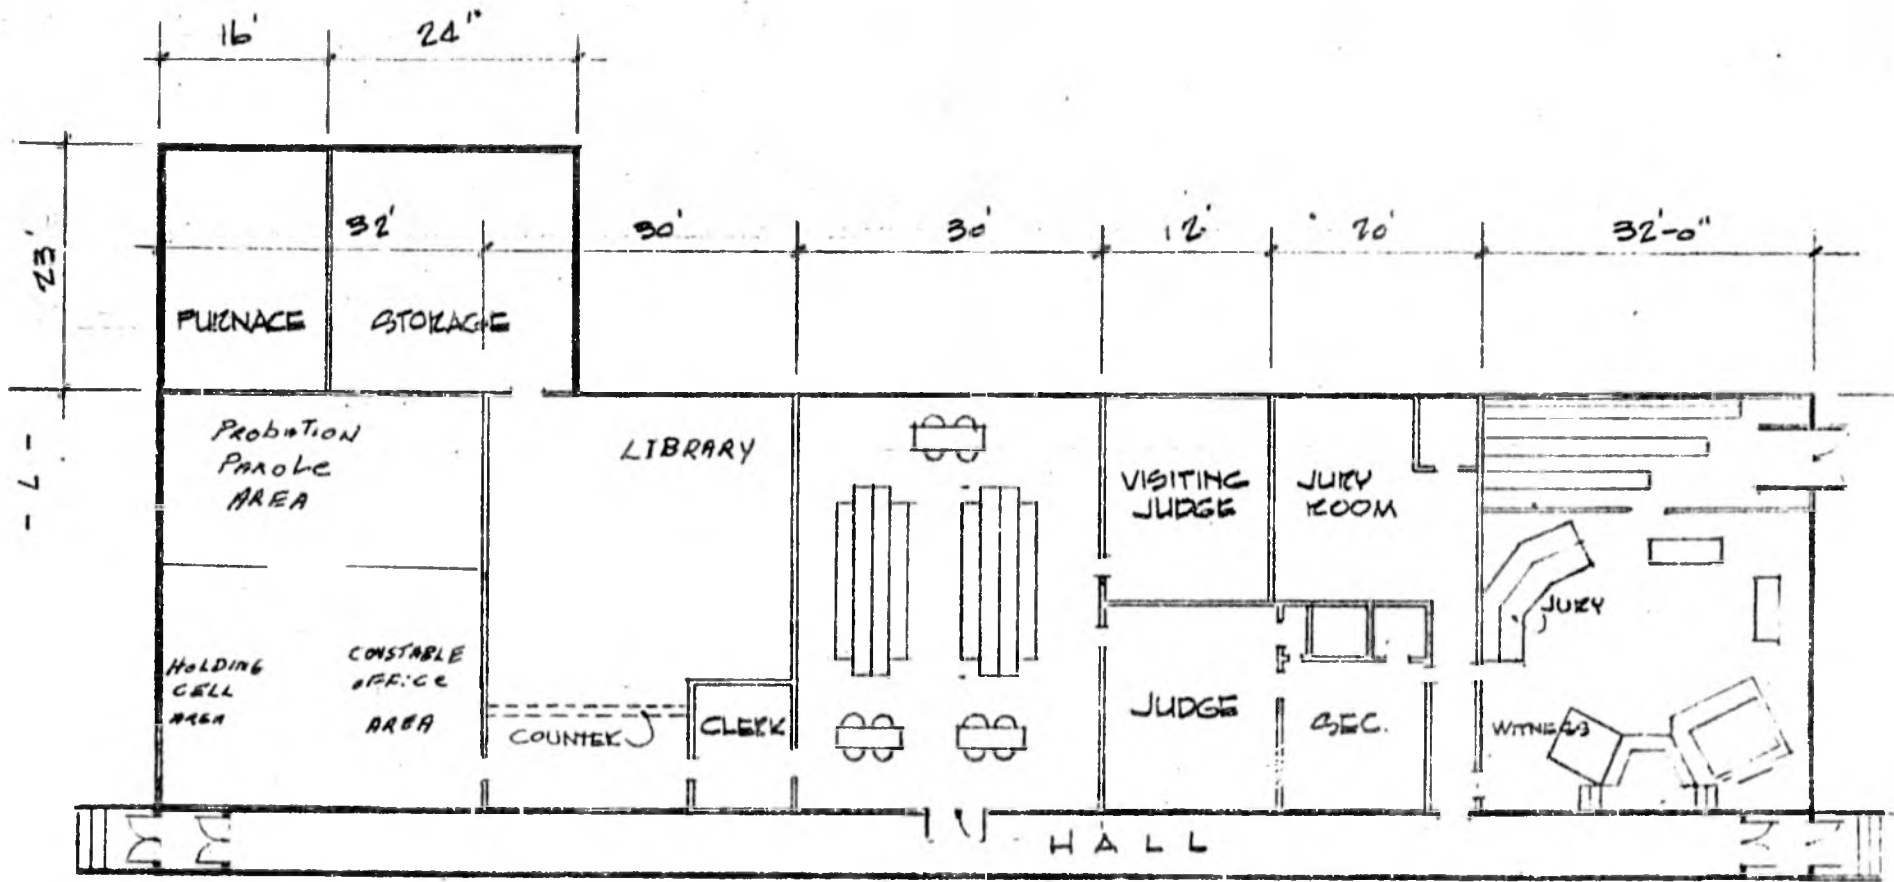 16' 24"
23'
32' 30' 30' 12' 20' 32'-0"
FURNACE STORAGE
- 7 -
PROBATION
PAROLE
AREA
LIBRARY
VISITING
JUDGE
JURY
ROOM
JURY
HOLDING
CELL
AREA
CONSTABLE
OFFICE
AREA
COUNTER
CLERK
JUDGE
SEC.
WITNESS
HALL